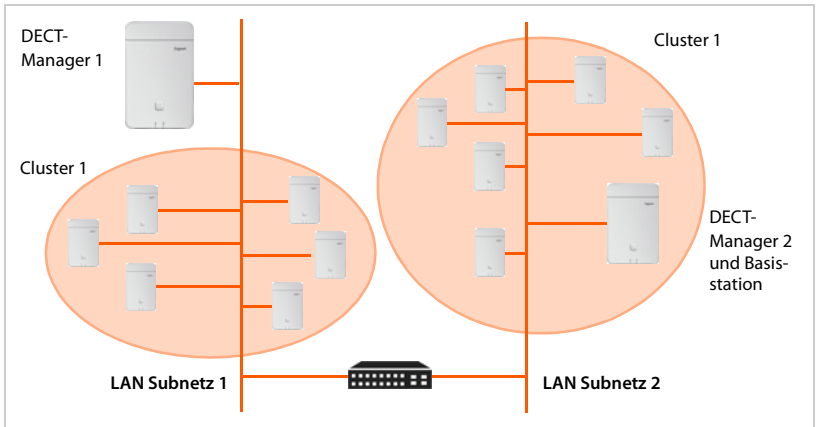 DECT-
Manager 1
Cluster 1
Cluster 1
DECT-
Manager 2
und Basis-
station
LAN Subnetz 1
LAN Subnetz 2